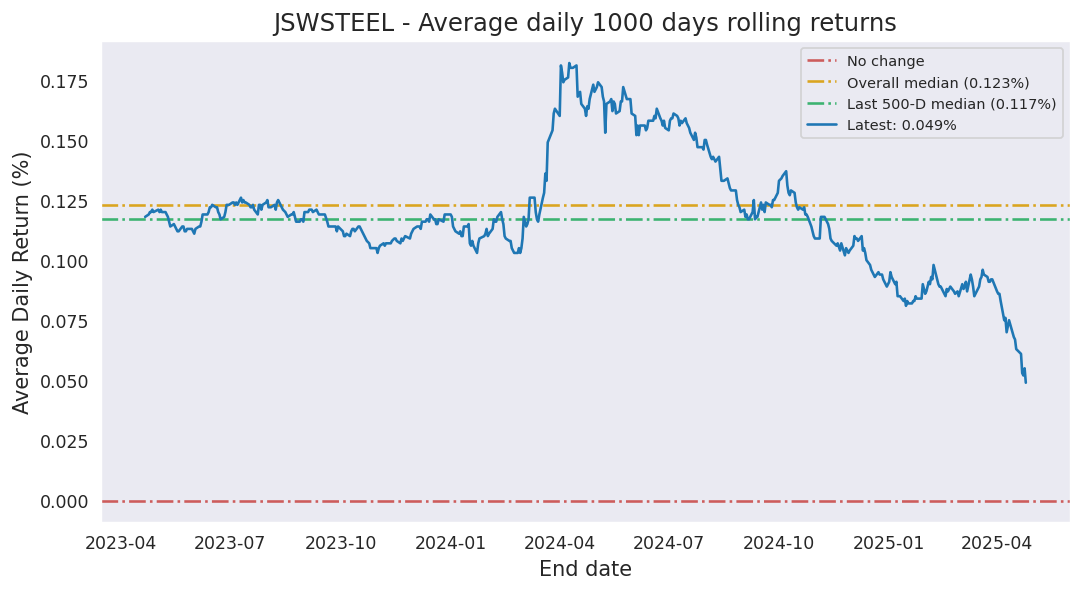 JSWSTEEL - Average daily 1000 days rolling returns
No change
Overall median (0.123%)
Last 500-D median (0.117%)
Latest: 0.049%
Average Daily Return (%)
0.175
0.150
0.125
0.100
0.075
0.050
0.025
0.000
2023-04 2023-07 2023-10 2024-01 2024-04 2024-07 2024-10 2025-01 2025-04
End date